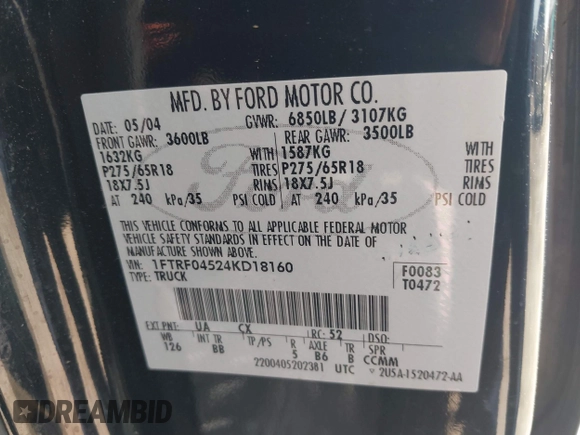 MFD. BY FORD MOTOR CO.
DATE: 05/04 GVWR: 6850LB/ 3107KG
FRONT GAWR: 3600LB REAR GAWR: 3500LB
1632KG WITH 1587KG WITH
P275/65R18 TIRES P275/65R18 TIRES
18X7.5J RIMS 18X7.5J RIMS
AT 240 kPa/35 PSI COLD AT 240 kPa/35 PSI COLD
Ford
THIS VEHICLE CONFORMS TO ALL APPLICABLE FEDERAL MOTOR
VEHICLE SAFETY STANDARDS IN EFFECT ON THE DATE OF
MANUFACTURE SHOWN ABOVE.
VIN: 1FTRF04524KD18160
TYPE: TRUCK
F0083
T0472
EXT PNT: UA CX RC: 52 DSO:
WB INT TR TP/PS R AXLE TR SPR
126 BB 5 B6 B CCMM
2200405202381 UTC 2U5A-1520472-AA
DREAMBID